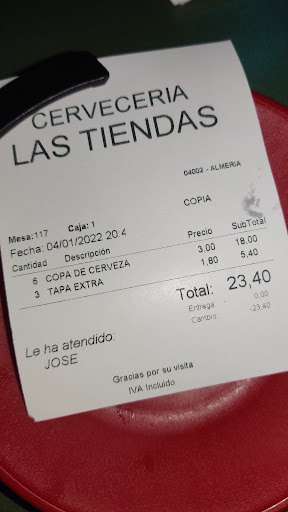 CERVECERIA
LAS TIENDAS
04002 - ALMERIA
COPIA
Mesa:117 Caja: 1
Fecha: 04/01/2022 20:4
Cantidad Descripción Precio SubTotal
6 COPA DE CERVEZA 3,00 18,00
3 TAPA EXTRA 1,80 5,40
Total: 23,40
Entrega 0,00
Cambio -23,40
Le ha atendido:
JOSE
Gracias por su visita
IVA Incluido